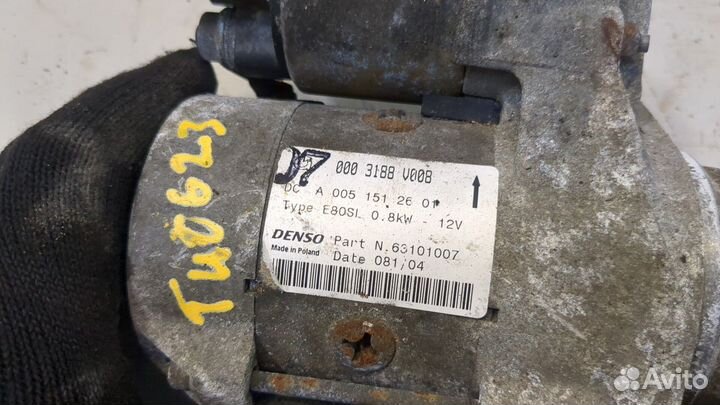 TW0623
07
000 3188 V008
DC A 005 151 26 01
Type E80SL 0.8kW - 12V
DENSO Part N.63101007
Made in Poland Date 081/04
Avito